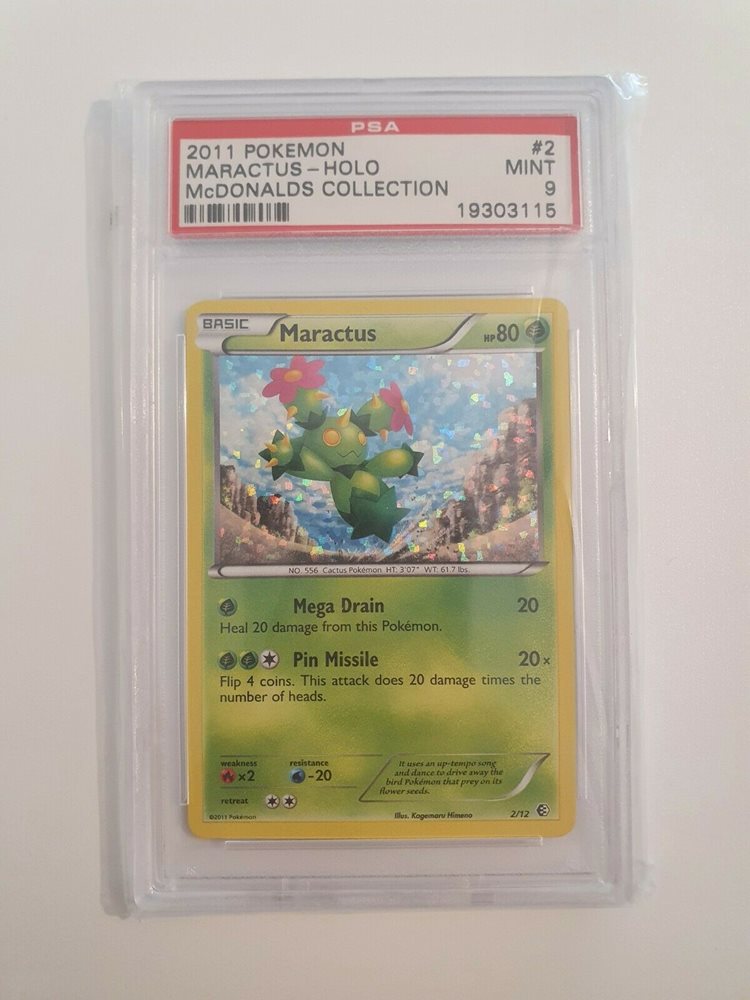 PSA
2011 POKEMON #2
MARACTUS - HOLO MINT
McDONALDS COLLECTION 9
19303115
BASIC Maractus HP80
NO. 556 Cactus Pokémon HT: 3'07" WT: 61.7 lbs.
Mega Drain 20
Heal 20 damage from this Pokémon.
Pin Missile 20×
Flip 4 coins. This attack does 20 damage times the
number of heads.
weakness resistance
×2 -20
retreat
It uses an up-tempo song
and dance to drive away the
bird Pokémon that prey on its
flower seeds.
©2011 Pokémon Illus. Kagemaru Himeno 2/12